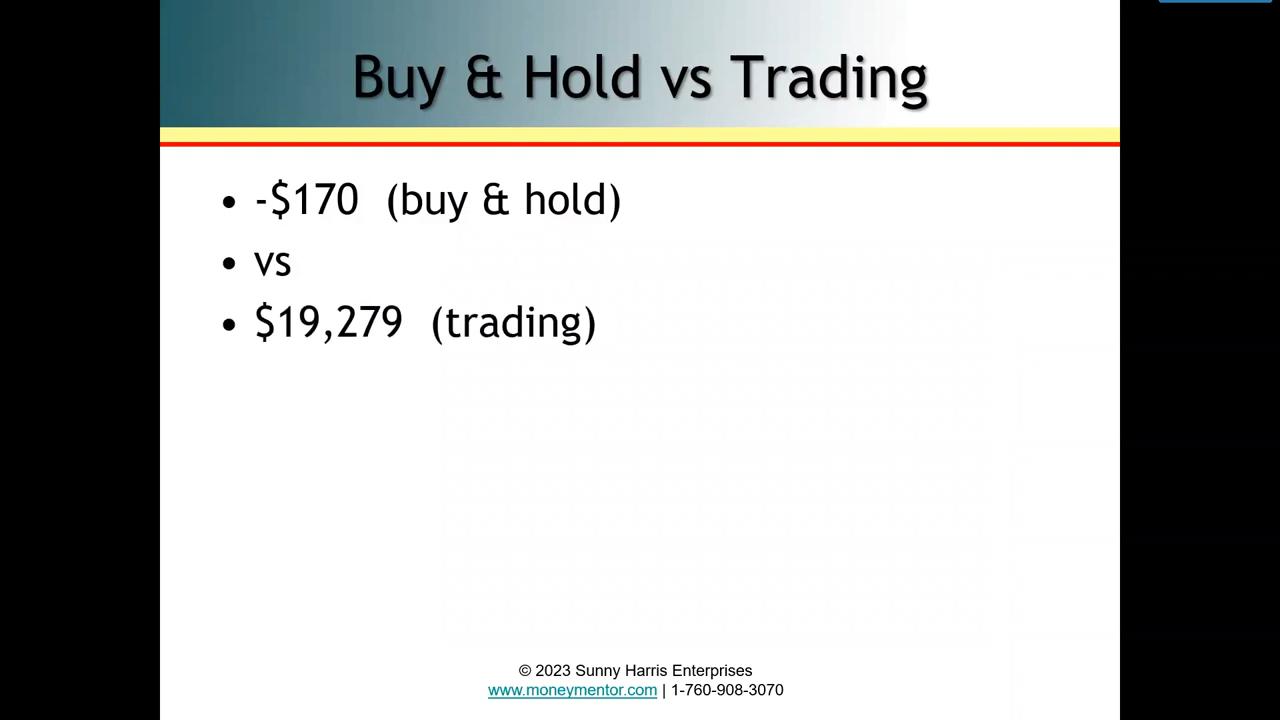 Buy & Hold vs Trading
• -$170 (buy & hold)
• vs
• $19,279 (trading)
© 2023 Sunny Harris Enterprises
www.moneymentor.com | 1-760-908-3070